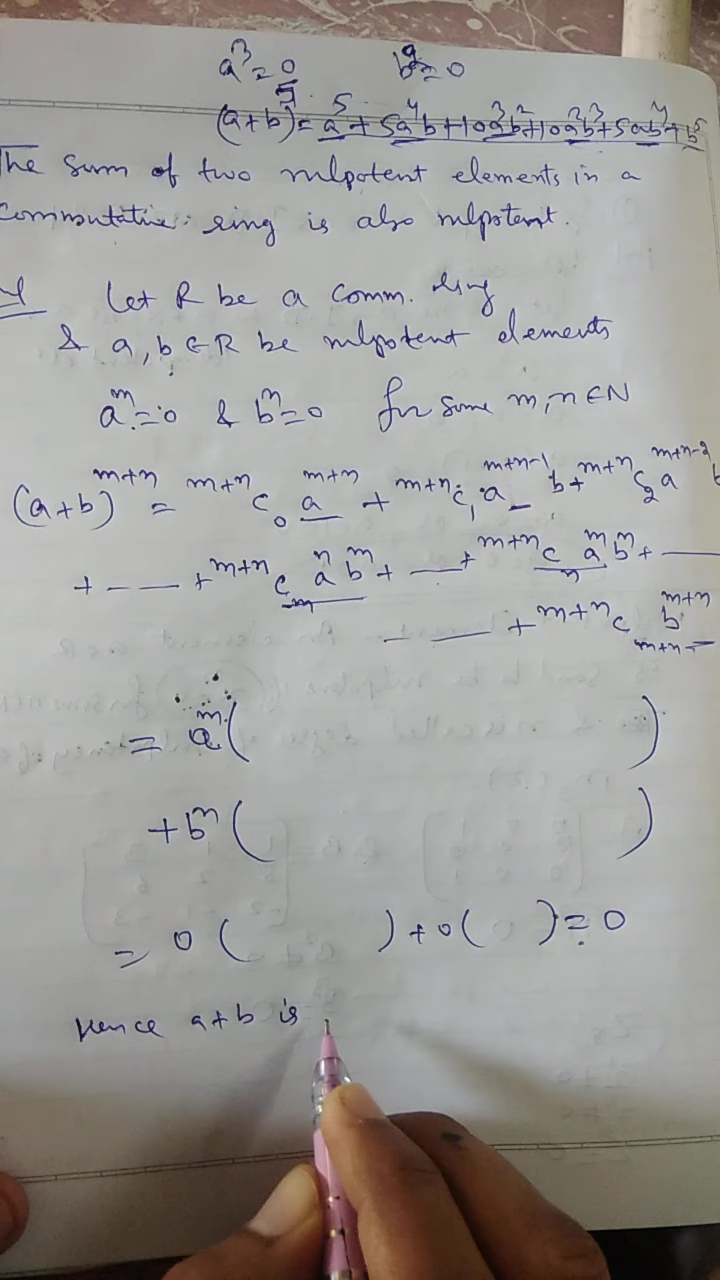 a³ = 0 b² = 0
(a+b)⁵ = a⁵ + 5a⁴b + 10a³b² + 10a²b³ + 5ab⁴ + b⁵
The Sum of two nilpotent elements in a
Commutative ring is also nilpotent.
Let R be a Comm. ring
& a, b ∈ R be nilpotent elements
aᵐ = 0 & bⁿ = 0 for some m, n ∈ N
(a+b)ᵐ⁺ⁿ = ᵐ⁺ⁿC₀ aᵐ⁺ⁿ + ᵐ⁺ⁿC₁ aᵐ⁺ⁿ⁻¹ b + ᵐ⁺ⁿC₂ aᵐ⁺ⁿ⁻² b
+ - - - + ᵐ⁺ⁿCₘ aⁿ bᵐ + - - + ᵐ⁺ⁿCₙ aᵐ bⁿ + - - -
- - - + ᵐ⁺ⁿCₘ₊ₙ bᵐ⁺ⁿ
= aᵐ ( )
+ bⁿ ( )
= 0 ( ) + 0 ( ) = 0
Hence a+b is